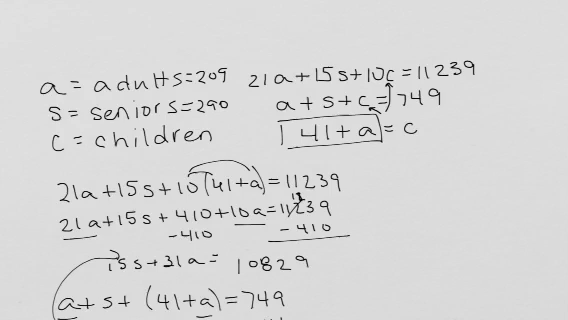 a = adults=209
s = seniors=290
c = children
21a+15s+10c=11239
a+s+c=749
41+a=c
21a+15s+10(41+a)=11239
21a+15s+410+10a=11239
-410 -410
15s+31a= 10829
a+s+(41+a)=749